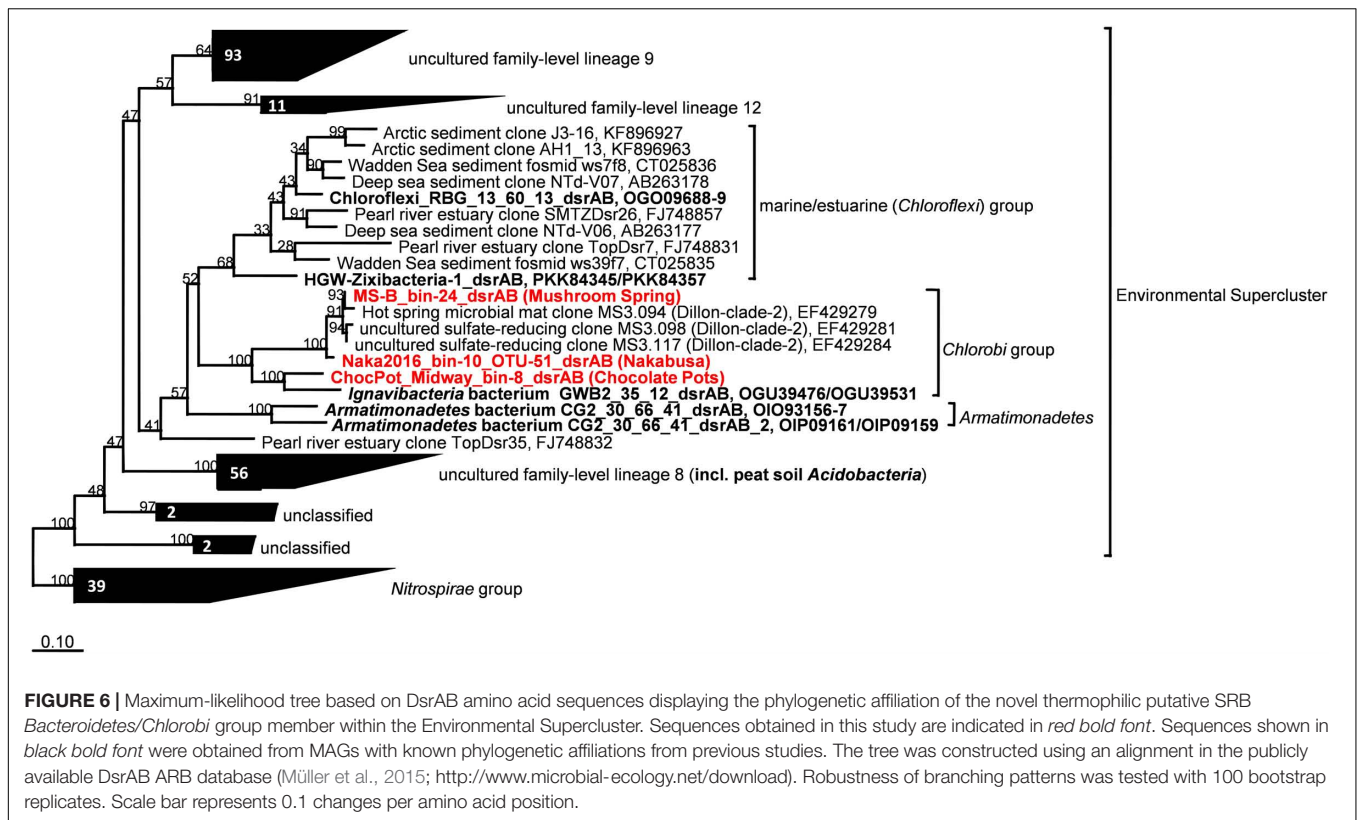 64
93
uncultured family-level lineage 9
57
47
91
11
uncultured family-level lineage 12
99
Arctic sediment clone J3-16, KF896927
34
Arctic sediment clone AH1_13, KF896963
90
Wadden Sea sediment fosmid ws7f8, CT025836
43
Deep sea sediment clone NTd-V07, AB263178
43
Chloroflexi_RBG_13_60_13_dsrAB, OGO09688-9
marine/estuarine (Chloroflexi) group
91
Pearl river estuary clone SMTZDsr26, FJ748857
33
Deep sea sediment clone NTd-V06, AB263177
28
Pearl river estuary clone TopDsr7, FJ748831
68
Wadden Sea sediment fosmid ws39f7, CT025835
52
HGW-Zixibacteria-1_dsrAB, PKK84345/PKK84357
93
MS-B_bin-24_dsrAB (Mushroom Spring)
Environmental Supercluster
91
Hot spring microbial mat clone MS3.094 (Dillon-clade-2), EF429279
94
uncultured sulfate-reducing clone MS3.098 (Dillon-clade-2), EF429281
uncultured sulfate-reducing clone MS3.117 (Dillon-clade-2), EF429284
Chlorobi group
100
100
Naka2016_bin-10_OTU-51_dsrAB (Nakabusa)
100
ChocPot_Midway_bin-8_dsrAB (Chocolate Pots)
57
Ignavibacteria bacterium GWB2_35_12_dsrAB, OGU39476/OGU39531
100
Armatimonadetes bacterium CG2_30_66_41_dsrAB, OIO93156-7
Armatimonadetes
41
Armatimonadetes bacterium CG2_30_66_41_dsrAB_2, OIP09161/OIP09159
47
Pearl river estuary clone TopDsr35, FJ748832
100
56
uncultured family-level lineage 8 (incl. peat soil Acidobacteria)
48
97
2
unclassified
100
100
2
unclassified
100
39
Nitrospirae group
0.10
FIGURE 6 | Maximum-likelihood tree based on DsrAB amino acid sequences displaying the phylogenetic affiliation of the novel thermophilic putative SRB
Bacteroidetes/Chlorobi group member within the Environmental Supercluster. Sequences obtained in this study are indicated in red bold font. Sequences shown in
black bold font were obtained from MAGs with known phylogenetic affiliations from previous studies. The tree was constructed using an alignment in the publicly
available DsrAB ARB database (Müller et al., 2015; http://www.microbial-ecology.net/download). Robustness of branching patterns was tested with 100 bootstrap
replicates. Scale bar represents 0.1 changes per amino acid position.